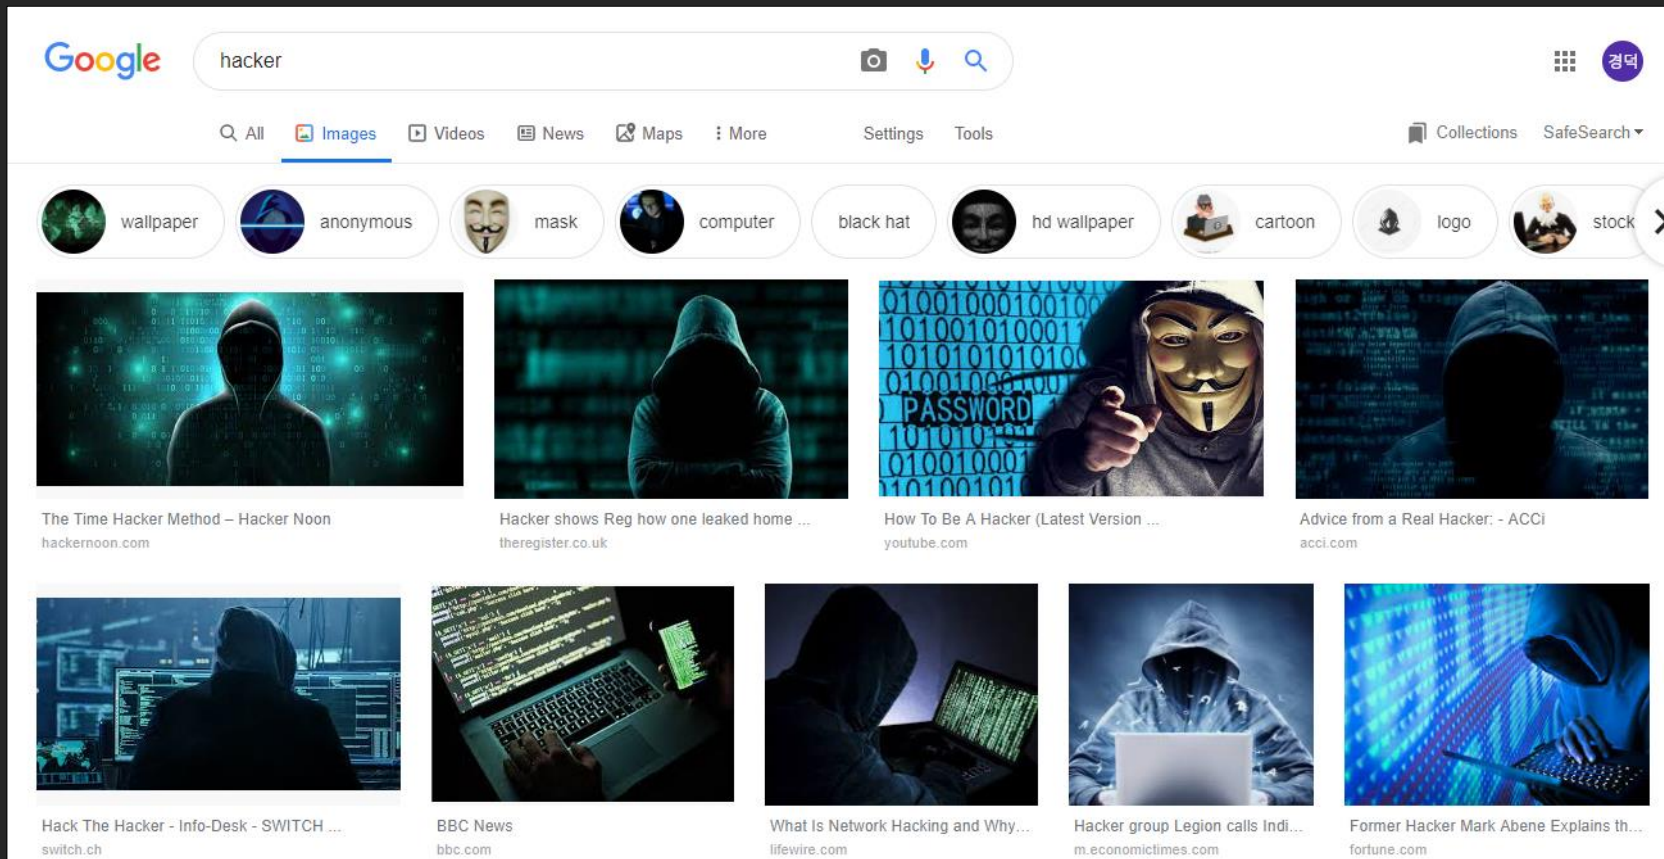 Google
hacker
경덕
All Images Videos News Maps More Settings Tools Collections SafeSearch
wallpaper anonymous mask computer black hat hd wallpaper cartoon logo stock
PASSWORD
The Time Hacker Method – Hacker Noon
hackernoon.com
Hacker shows Reg how one leaked home ...
theregister.co.uk
How To Be A Hacker (Latest Version ...
youtube.com
Advice from a Real Hacker: - ACCi
acci.com
Hack The Hacker - Info-Desk - SWITCH ...
switch.ch
BBC News
bbc.com
What Is Network Hacking and Why...
lifewire.com
Hacker group Legion calls Indi...
m.economictimes.com
Former Hacker Mark Abene Explains th...
fortune.com